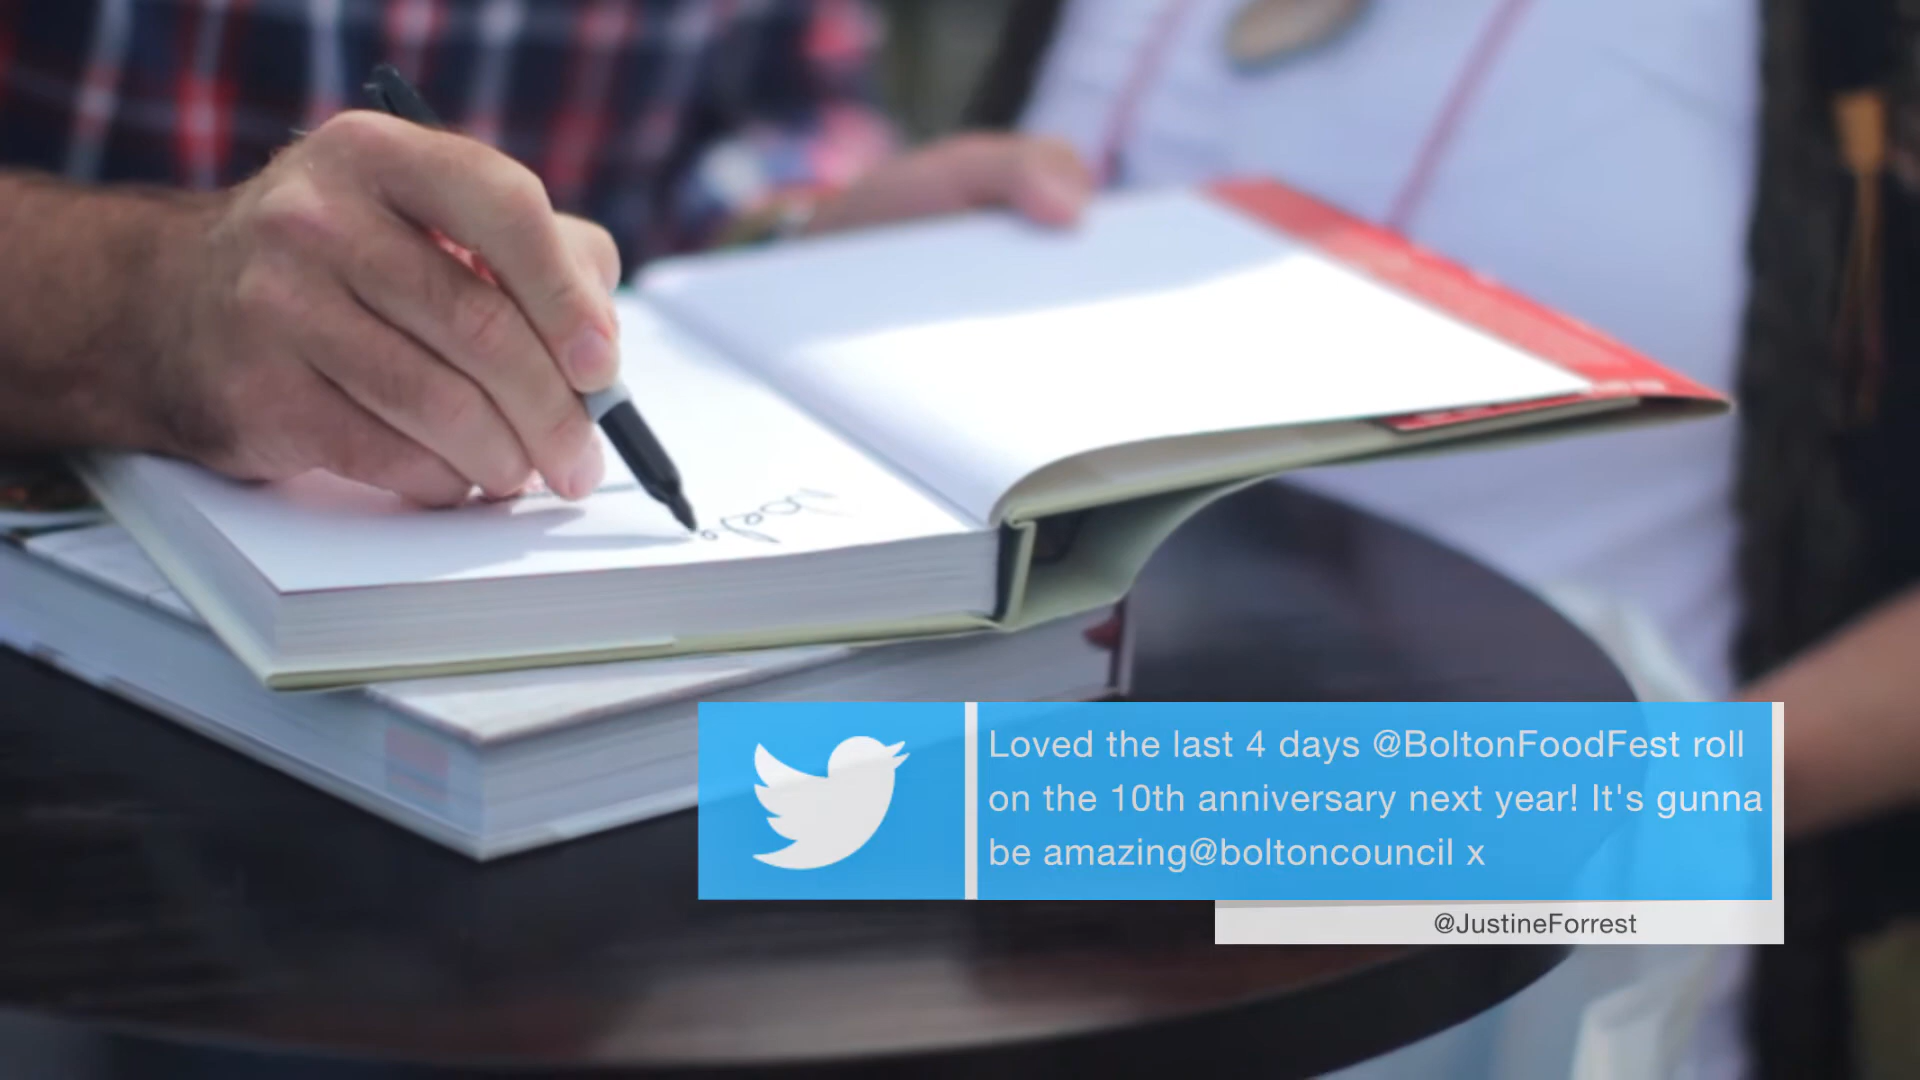 Loved the last 4 days @BoltonFoodFest roll
on the 10th anniversary next year! It's gunna
be amazing@boltoncouncil x
@JustineForrest